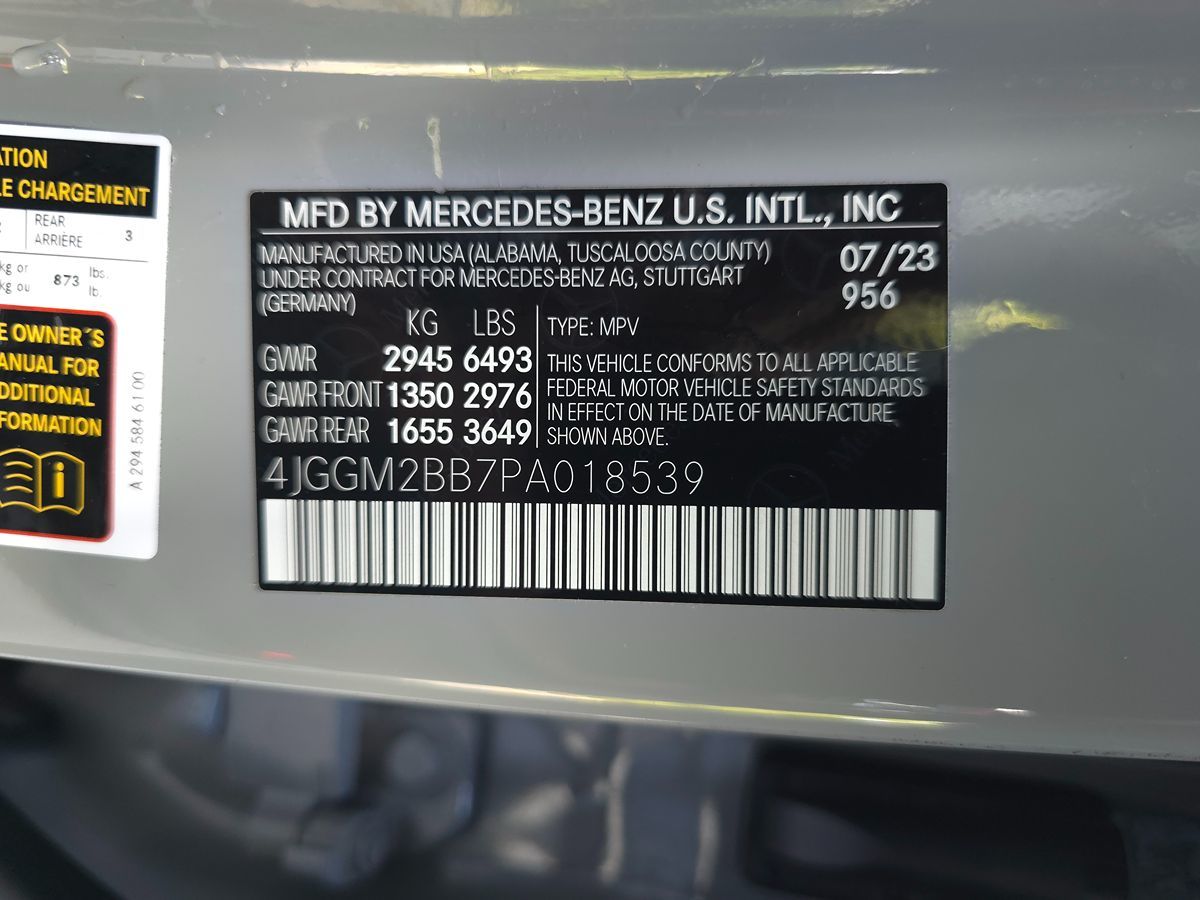 ATION
LE CHARGEMENT
REAR
ARRIÈRE 3
kg or 873 lbs.
kg ou lb.
E OWNER´S
ANUAL FOR
DDITIONAL
FORMATION
A 294 584 61 00
MFD BY MERCEDES-BENZ U.S. INTL., INC
MANUFACTURED IN USA (ALABAMA, TUSCALOOSA COUNTY) 07/23
UNDER CONTRACT FOR MERCEDES-BENZ AG, STUTTGART 956
(GERMANY)
KG LBS
GVWR 2945 6493
GAWR FRONT 1350 2976
GAWR REAR 1655 3649
TYPE: MPV
THIS VEHICLE CONFORMS TO ALL APPLICABLE
FEDERAL MOTOR VEHICLE SAFETY STANDARDS
IN EFFECT ON THE DATE OF MANUFACTURE
SHOWN ABOVE.
4JGGM2BB7PA018539